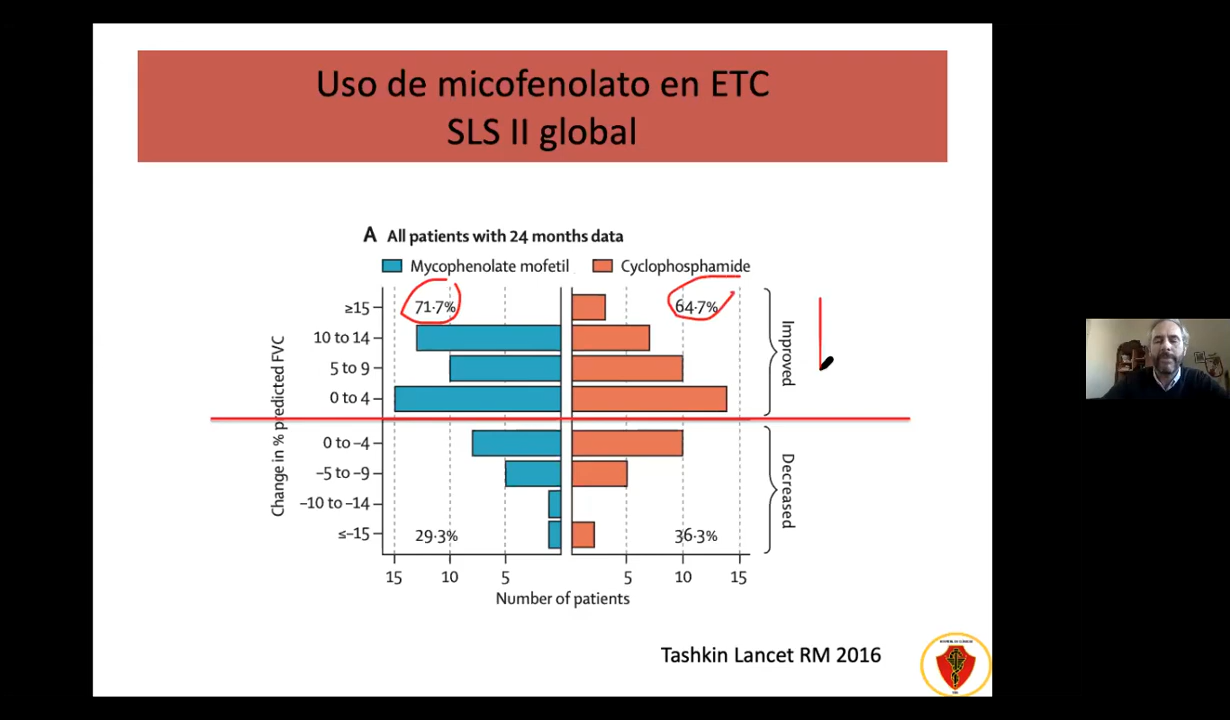 Uso de micofenolato en ETC
SLS II global
A All patients with 24 months data
Mycophenolate mofetil
Cyclophosphamide
Change in % predicted FVC
≥15
10 to 14
5 to 9
0 to 4
0 to –4
–5 to –9
–10 to –14
≤–15
71·7%
64·7%
29·3%
36·3%
Improved
Decreased
15 10 5 5 10 15
Number of patients
Tashkin Lancet RM 2016